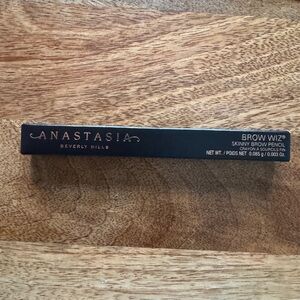 ANASTASIA
BEVERLY HILLS
BROW WIZ®
SKINNY BROW PENCIL
CRAYON À SOURCILS FIN
NET WT. / POIDS NET 0.085 g / 0.003 Oz.